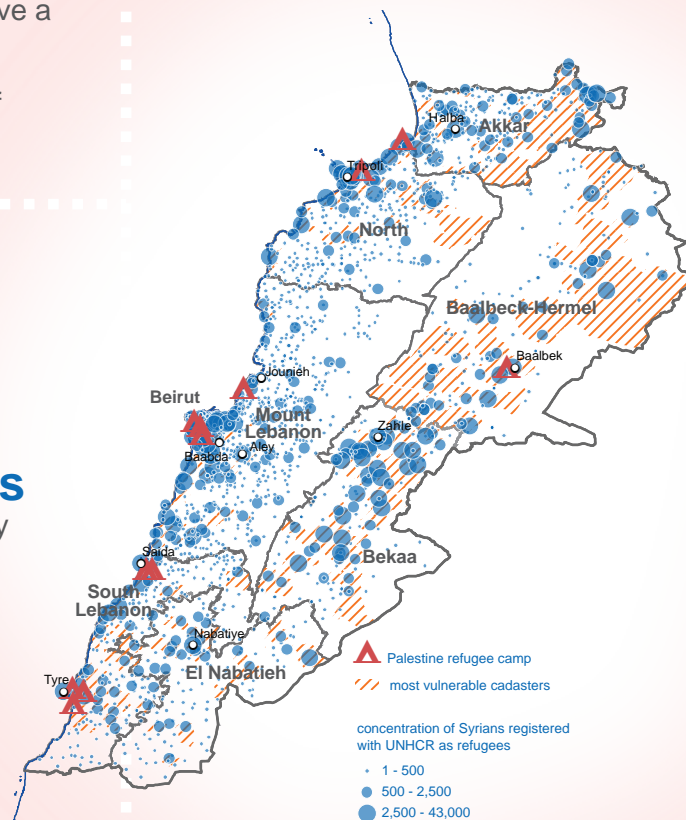 ve a
Halba
Akkar
Tripoli
North
Baalbeck-Hermel
Baalbek
Jounieh
Beirut
Mount
Lebanon
Zahle
Baabda
Aley
s
y
Saida
Bekaa
South
Lebanon
Nabatiye
El Nabatieh
Tyre
Palestine refugee camp
most vulnerable cadasters
concentration of Syrians registered
with UNHCR as refugees
1 - 500
500 - 2,500
2,500 - 43,000